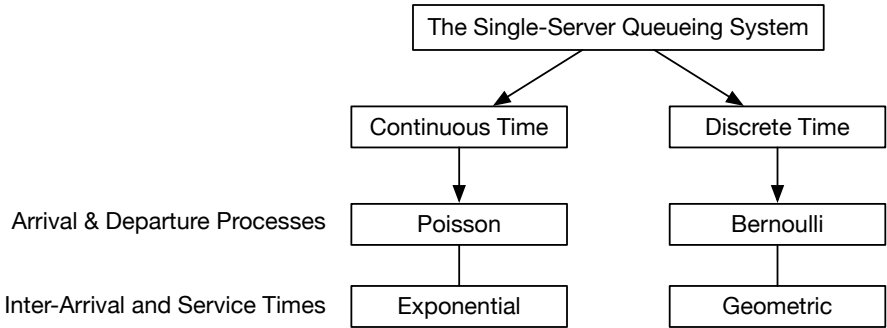 The Single-Server Queueing System
Continuous Time
Discrete Time
Arrival & Departure Processes
Poisson
Bernoulli
Inter-Arrival and Service Times
Exponential
Geometric